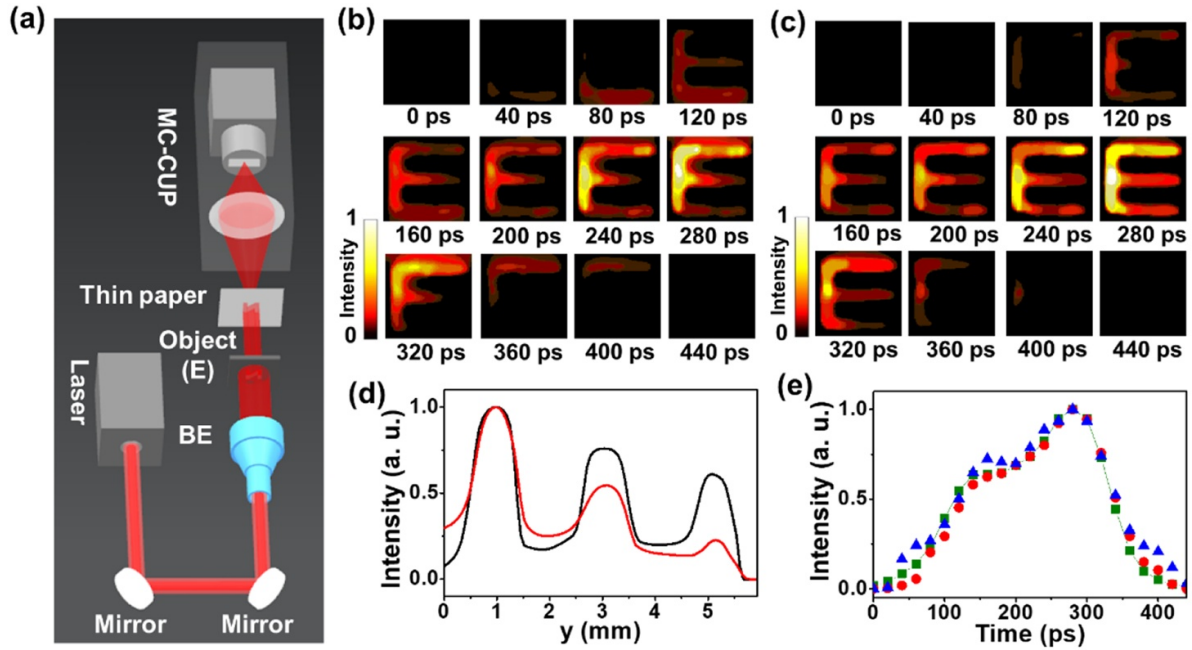 (a)
MC-CUP
Thin paper
Object
(E)
Laser
BE
Mirror
Mirror
(b)
0 ps
40 ps
80 ps
120 ps
160 ps
200 ps
240 ps
280 ps
320 ps
360 ps
400 ps
440 ps
1
Intensity
0
(c)
0 ps
40 ps
80 ps
120 ps
160 ps
200 ps
240 ps
280 ps
320 ps
360 ps
400 ps
440 ps
1
Intensity
0
(d)
Intensity (a. u.)
1.0
0.5
0.0
0 1 2 3 4 5
y (mm)
(e)
Intensity (a. u.)
1.0
0.5
0.0
0 100 200 300 400
Time (ps)